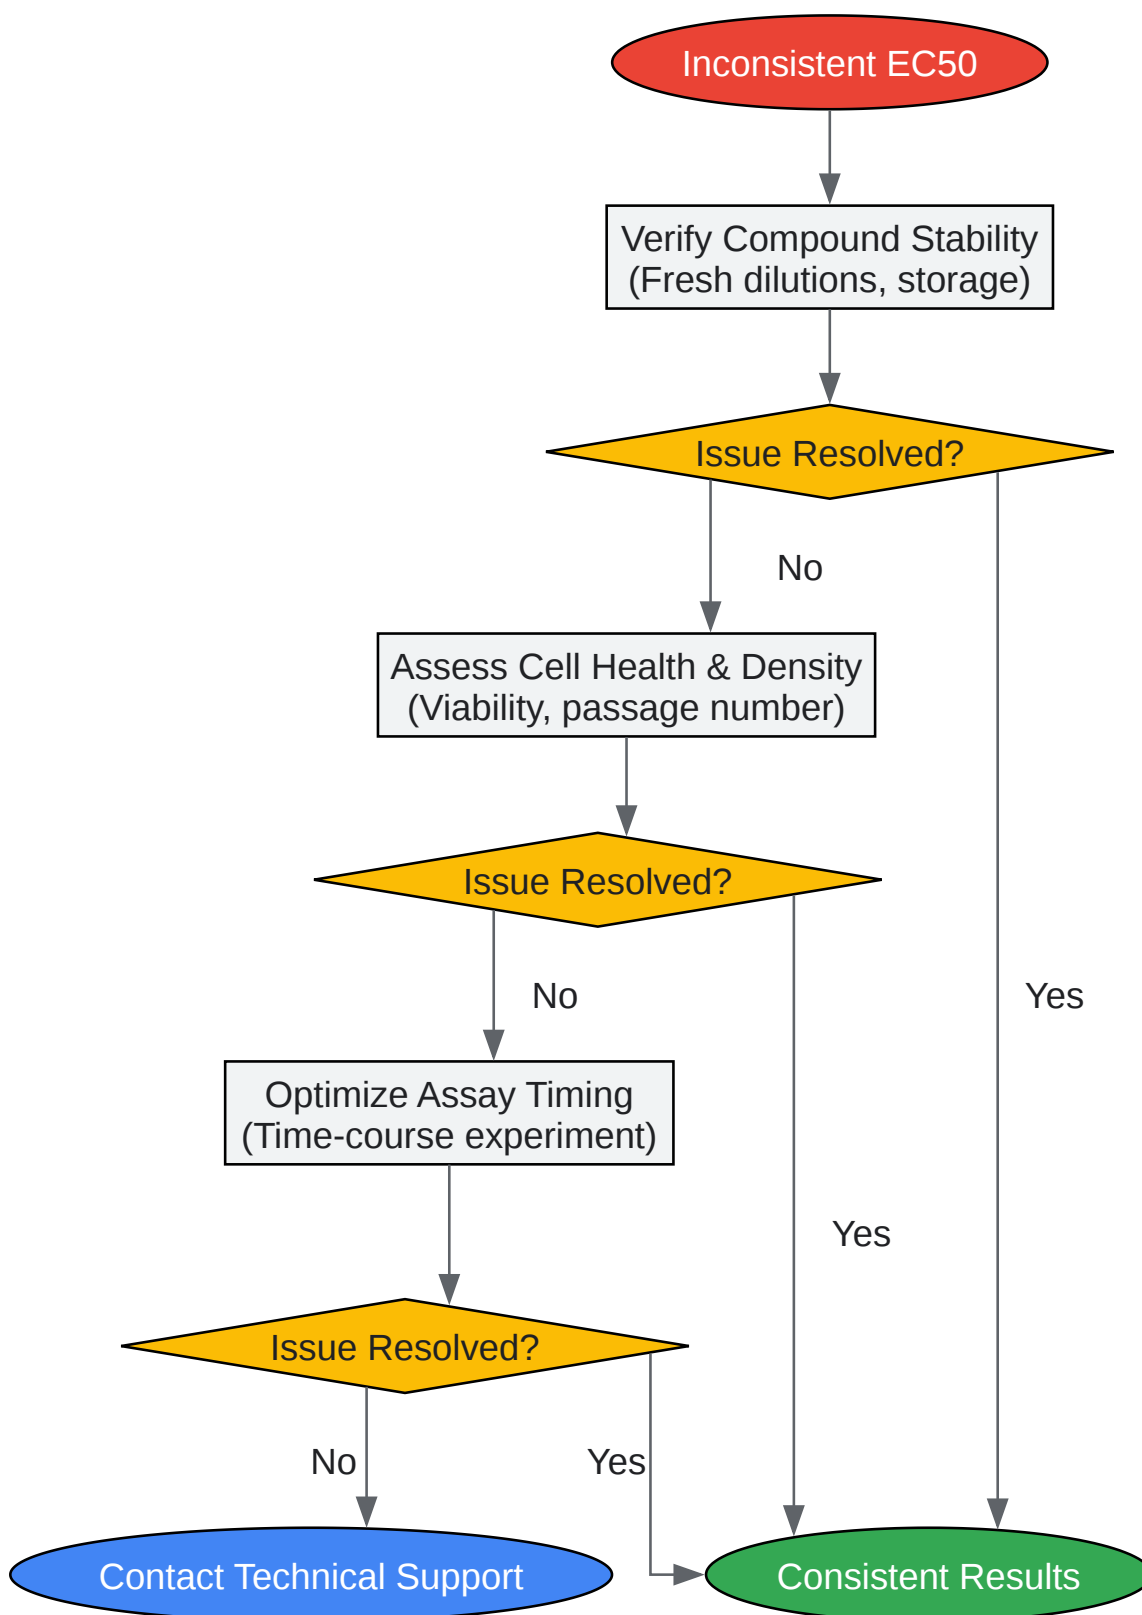 Inconsistent EC50
Verify Compound Stability
(Fresh dilutions, storage)
Issue Resolved?
No
Assess Cell Health & Density
(Viability, passage number)
Issue Resolved?
No
Yes
Optimize Assay Timing
(Time-course experiment)
Yes
Issue Resolved?
No
Yes
Contact Technical Support
Consistent Results